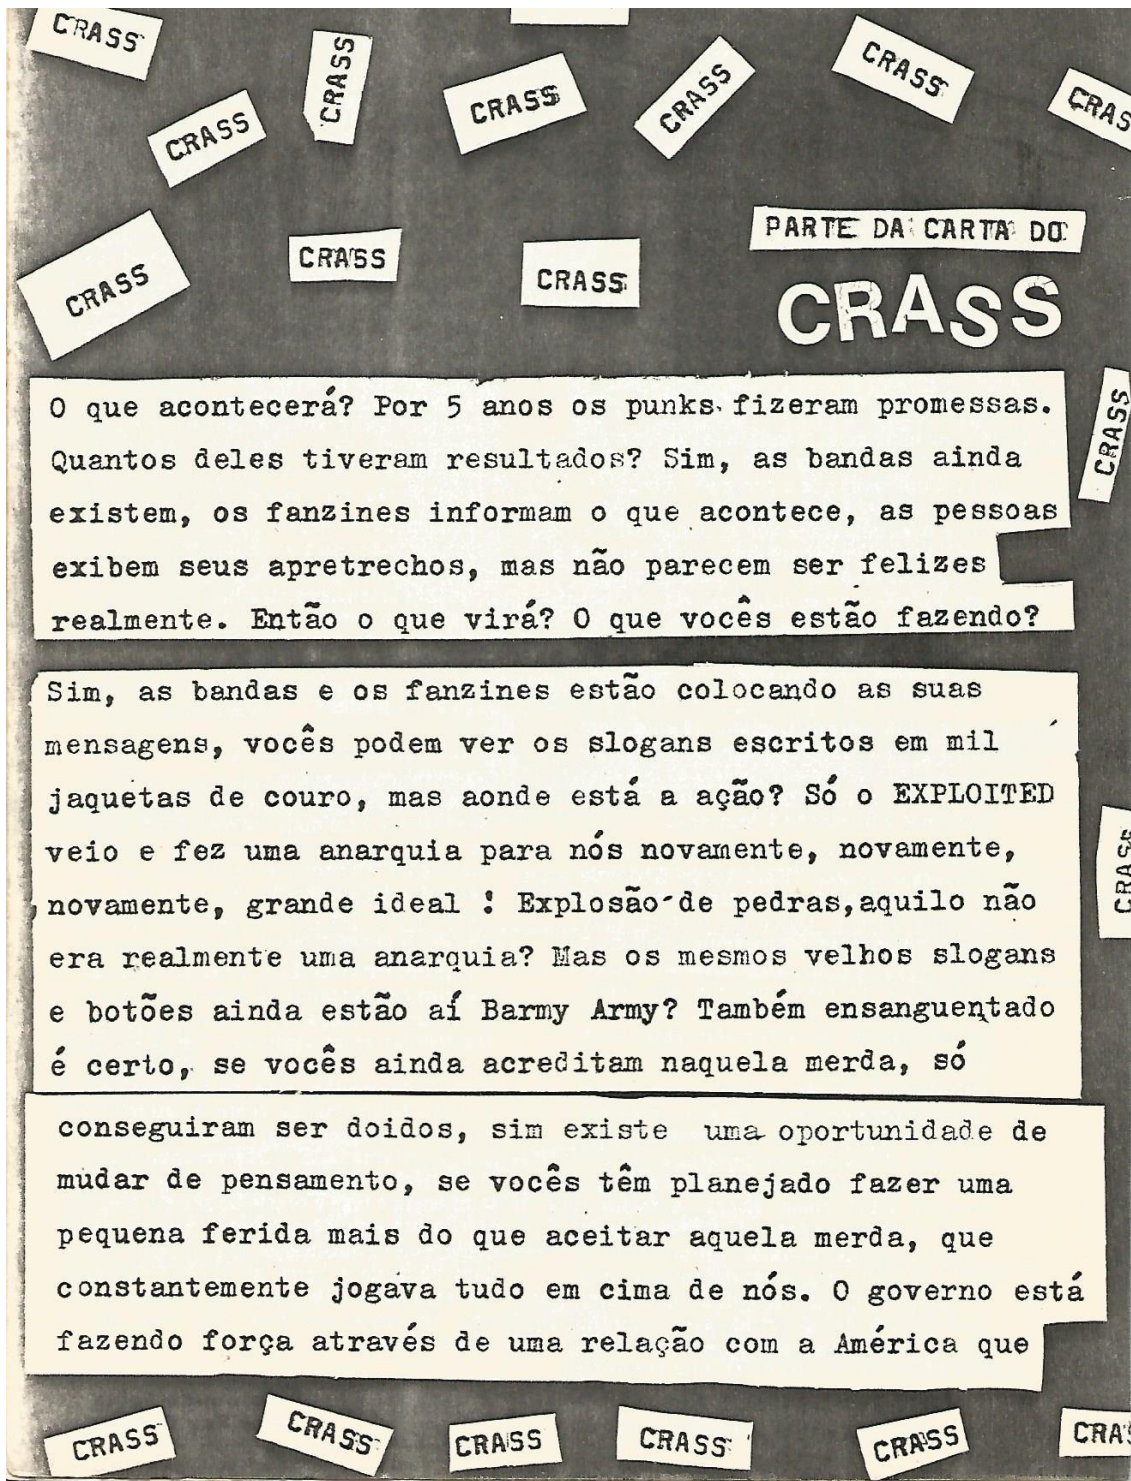 CRASS
CRASS
CRASS
CRASS
CRASS
CRASS
CRAS
CRASS
CRASS
CRASS
PARTE DA CARTA DO
CRASS
O que acontecerá? Por 5 anos os punks fizeram promessas.
Quantos deles tiveram resultados? Sim, as bandas ainda
existem, os fanzines informam o que acontece, as pessoas
exibem seus apretrechos, mas não parecem ser felizes
realmente. Então o que virá? O que vocês estão fazendo?
CRASS
Sim, as bandas e os fanzines estão colocando as suas
mensagens, vocês podem ver os slogans escritos em mil
jaquetas de couro, mas aonde está a ação? Só o EXPLOITED
veio e fez uma anarquia para nós novamente, novamente,
novamente, grande ideal ! Explosão de pedras,aquilo não
era realmente uma anarquia? Mas os mesmos velhos slogans
e botões ainda estão aí Barmy Army? Também ensanguentado
é certo, se vocês ainda acreditam naquela merda, só
CRASS
conseguiram ser doidos, sim existe uma oportunidade de
mudar de pensamento, se vocês têm planejado fazer uma
pequena ferida mais do que aceitar aquela merda, que
constantemente jogava tudo em cima de nós. O governo está
fazendo força através de uma relação com a América que
CRASS
CRASS
CRASS
CRASS
CRASS
CRAS